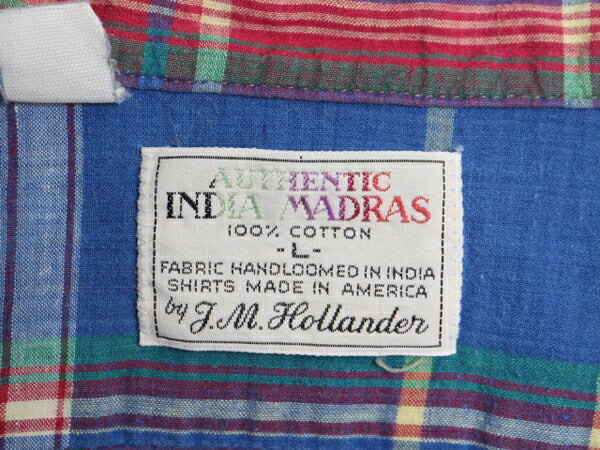 AUTHENTIC
INDIA MADRAS
100% COTTON
-L-
FABRIC HANDLOOMED IN INDIA
SHIRTS MADE IN AMERICA
by J.M. Hollander